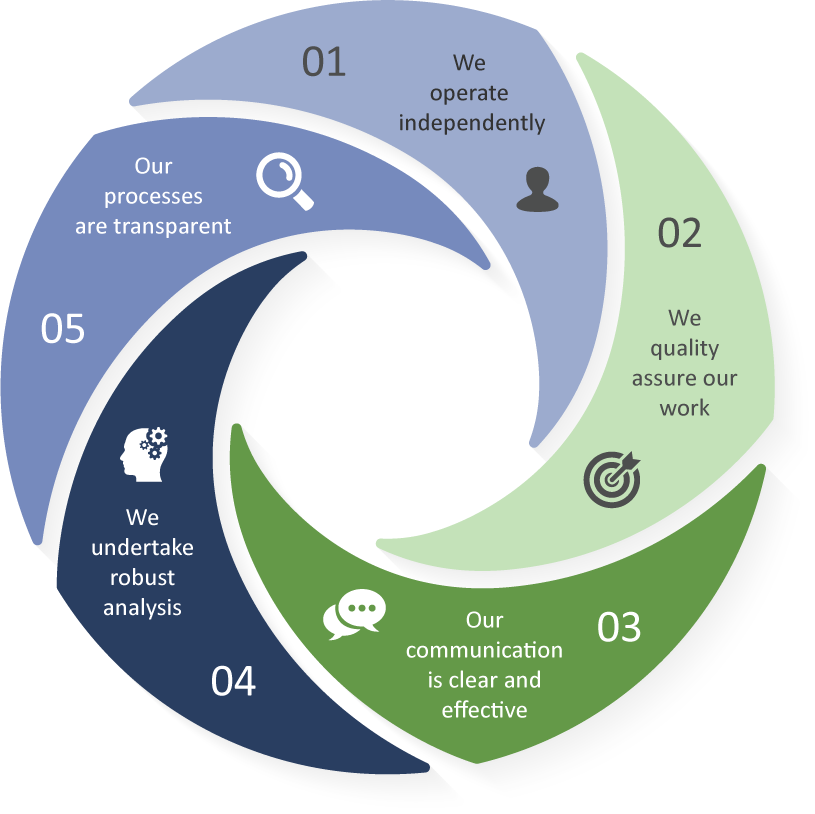 01
We
operate
independently
02
We
quality
assure our
work
03
Our
communication
is clear and
effective
04
We
undertake
robust
analysis
05
Our
processes
are transparent